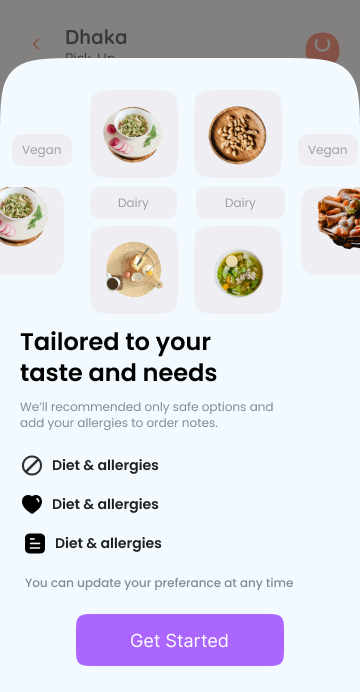 Dhaka
Pick-Up
Vegan
Vegan
Dairy
Dairy
Tailored to your
taste and needs
We'll recommended only safe options and
add your allergies to order notes.
Diet & allergies
Diet & allergies
Diet & allergies
You can update your preferance at any time
Get Started